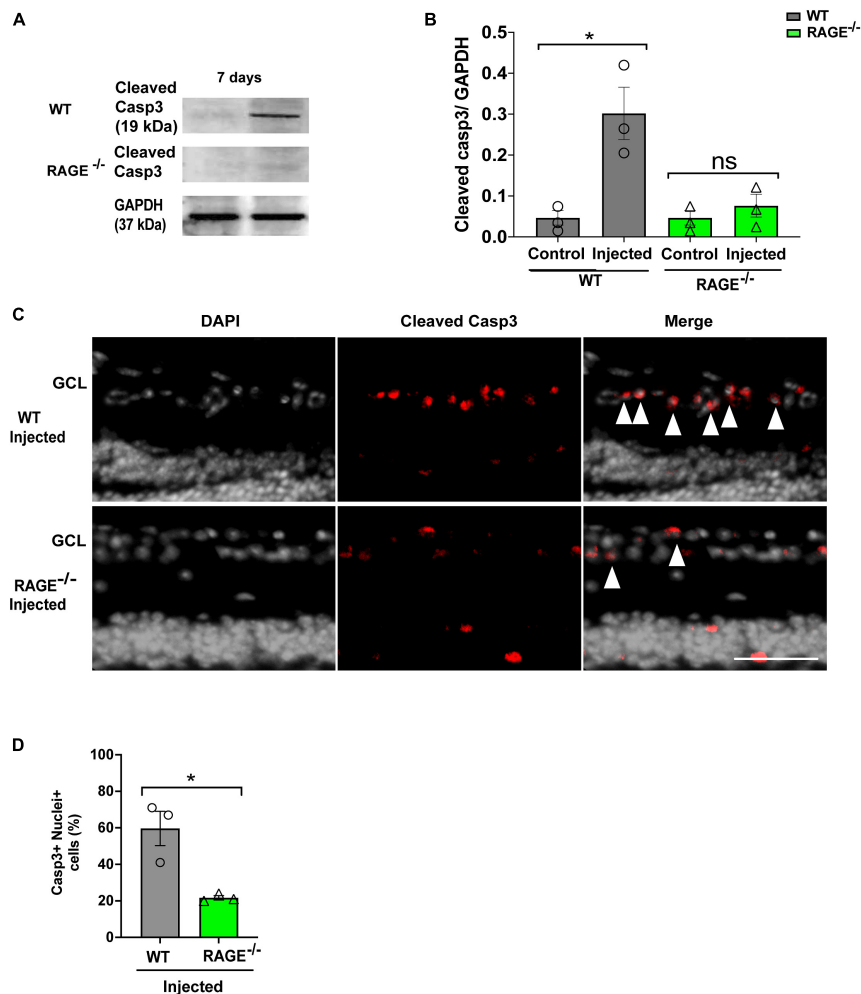 A
7 days
WT
Cleaved
Casp3
(19 kDa)
RAGE -/-
Cleaved
Casp3
GAPDH
(37 kDa)
B
WT
RAGE-/-
Cleaved casp3/ GAPDH
0.5
0.4
0.3
0.2
0.1
0.0
*
ns
Control Injected Control Injected
WT RAGE-/-
C
DAPI Cleaved Casp3 Merge
GCL
WT
Injected
GCL
RAGE-/-
Injected
D
Casp3+ Nuclei+
cells (%)
100
80
60
40
20
0
*
WT RAGE-/-
Injected